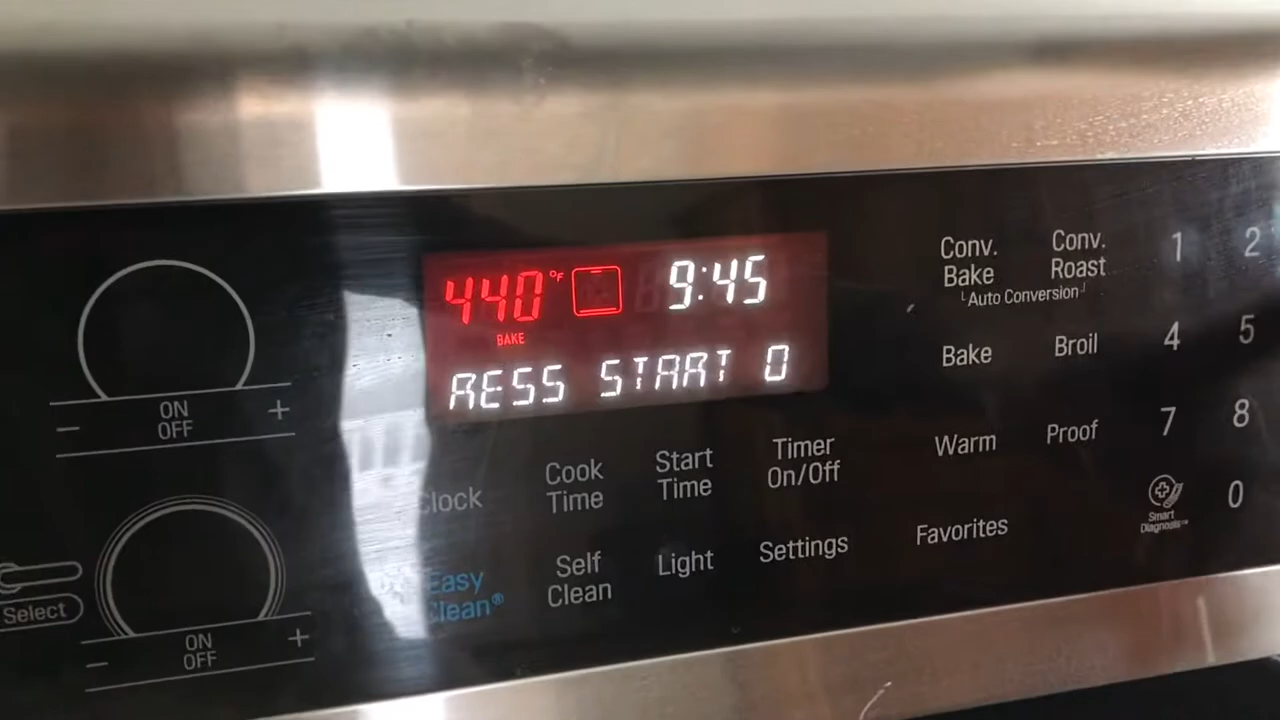 440°F 9:45
BAKE
RESS START O
ON
OFF
Clock
Cook
Time
Start
Time
Timer
On/Off
Easy
Clean®
Self
Clean
Light
Settings
Select
ON
OFF
Conv.
Bake
Conv.
Roast
Auto Conversion
Bake
Broil
Warm
Proof
Favorites
1 2
4 5
7 8
0
Smart
Diagnosis™